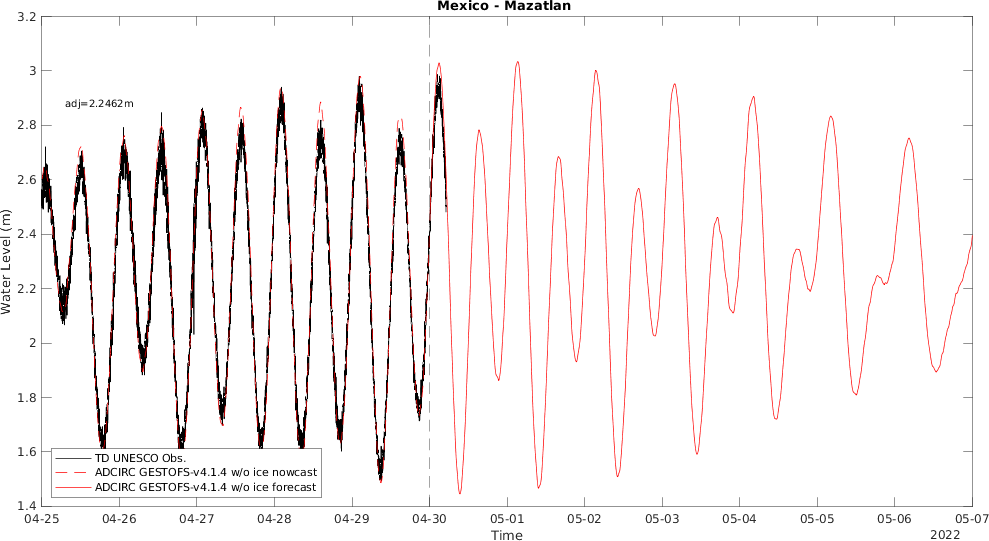 Mexico - Mazatlan
3.2
3
2.8
2.6
2.4
2.2
2
1.8
1.6
1.4
Water Level (m)
adj=2.2462m
TD UNESCO Obs.
ADCIRC GESTOFS-v4.1.4 w/o ice nowcast
ADCIRC GESTOFS-v4.1.4 w/o ice forecast
04-25 04-26 04-27 04-28 04-29 04-30 05-01 05-02 05-03 05-04 05-05 05-06 05-07
Time
2022